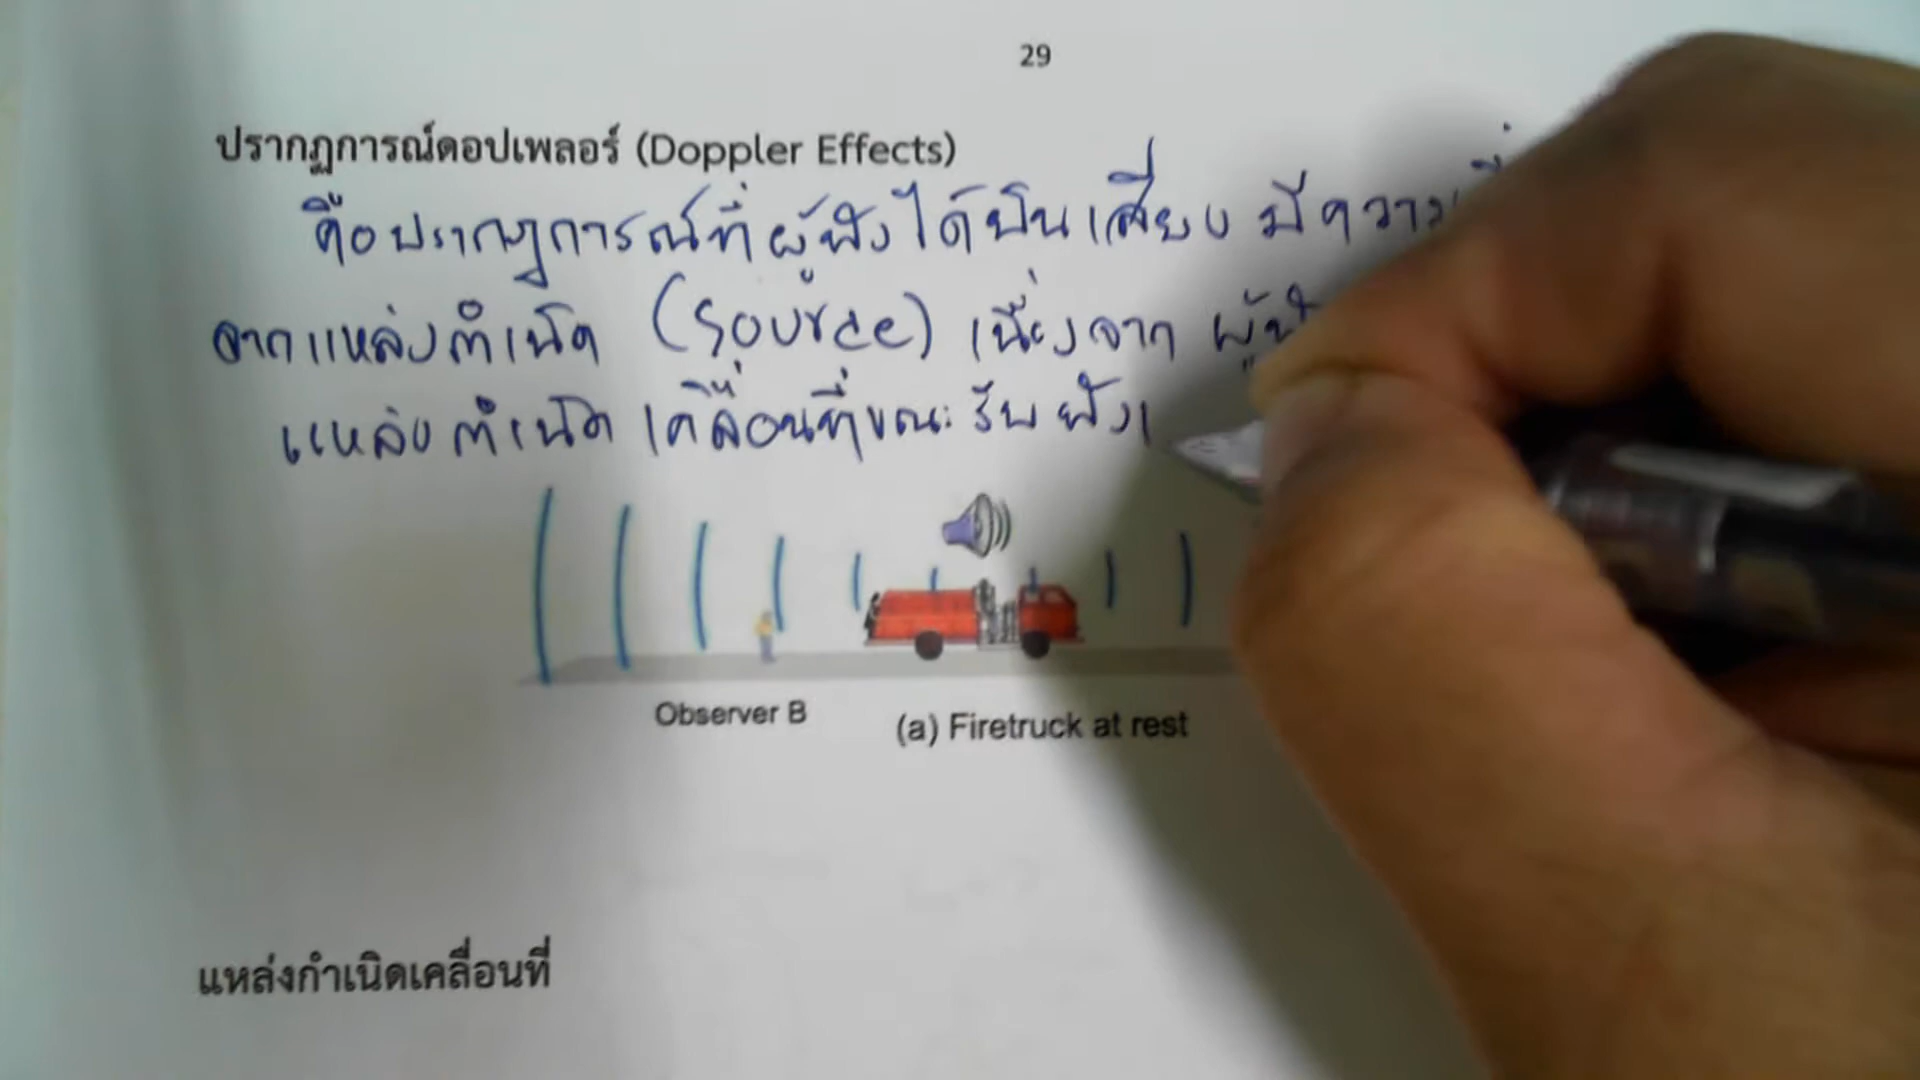 29
ปรากฏการณ์ดอปเพลอร์ (Doppler Effects)
คือปรากฏการณ์ที่ผู้ฟังได้ยินเสียง มีความ
จากแหล่งกำเนิด (Source) เนื่องจาก
แหล่งกำเนิด เคลื่อนที่ขณะรับฟัง
Observer B
(a) Firetruck at rest
แหล่งกำเนิดเคลื่อนที่